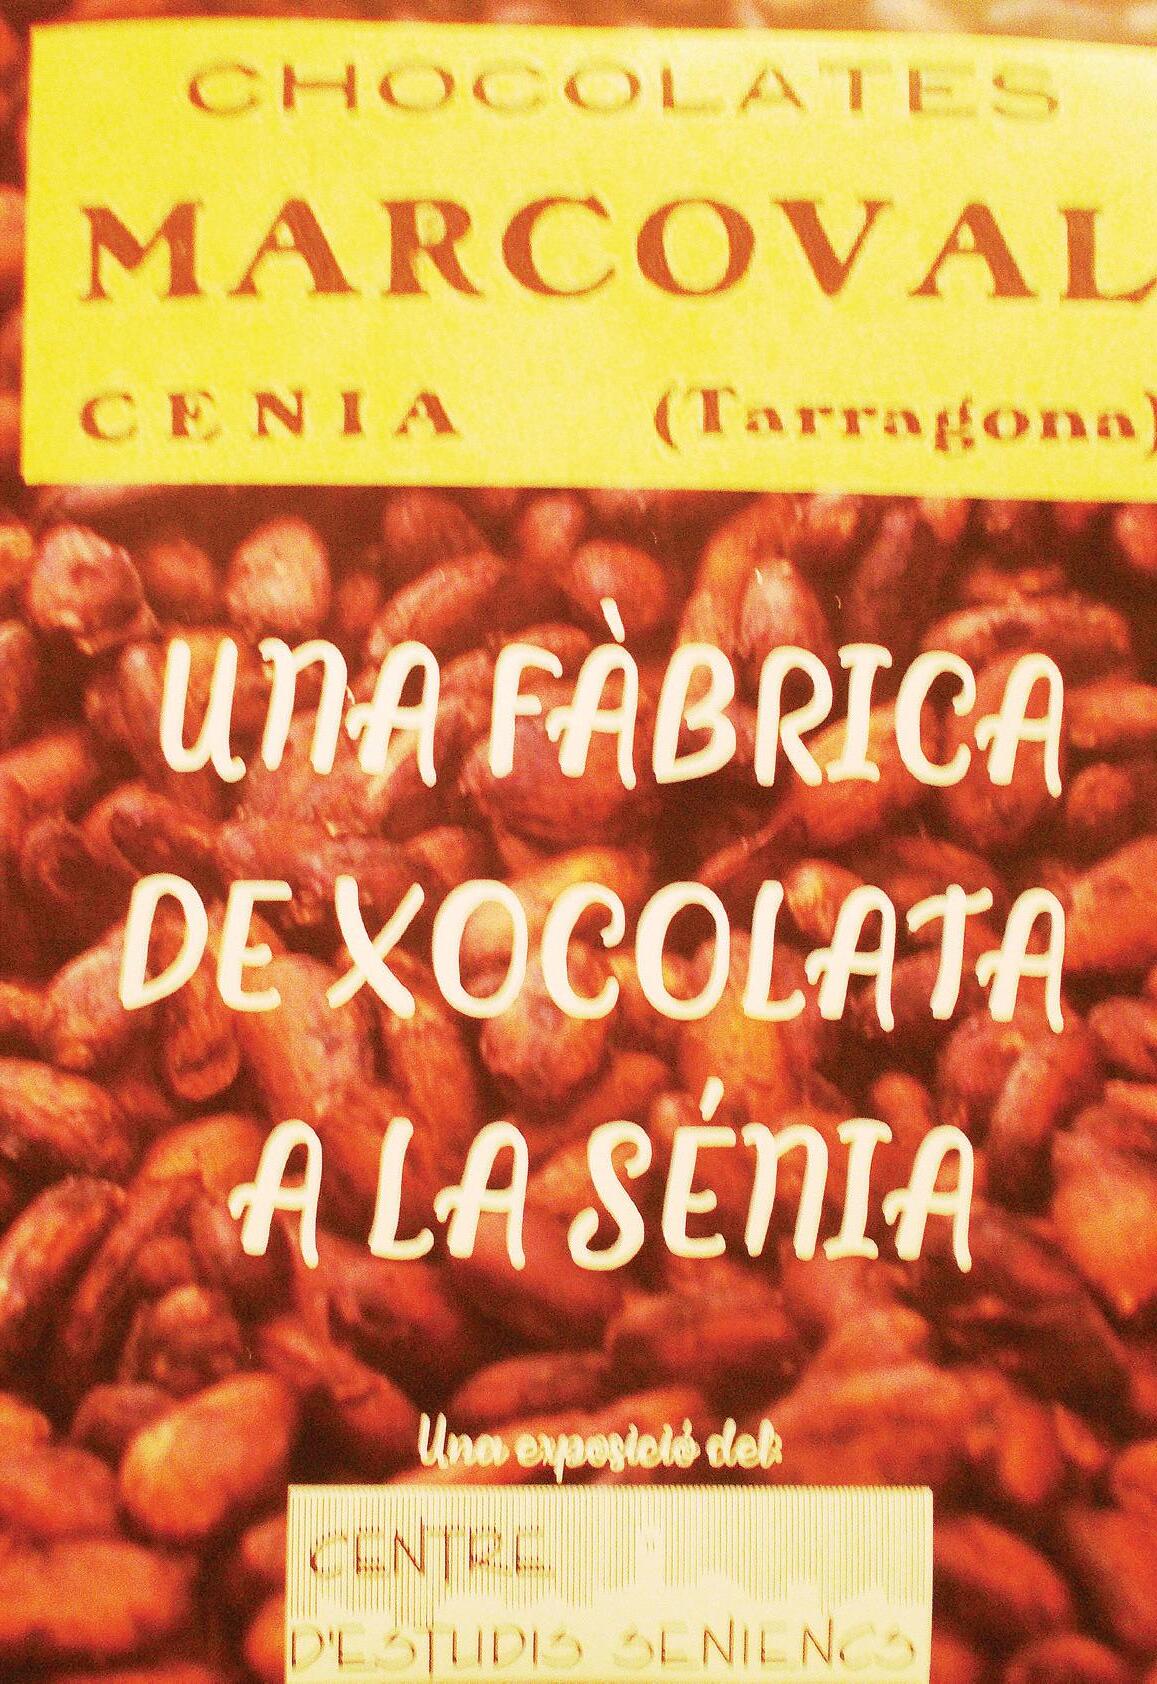 CHOCOLATES
MARCOVAL
CENIA (Tarragona)
UNA FÀBRICA
DE XOCOLATA
A LA SÉNIA
Una exposició del:
CENTRE
D'ESTUDIS SENIENCS